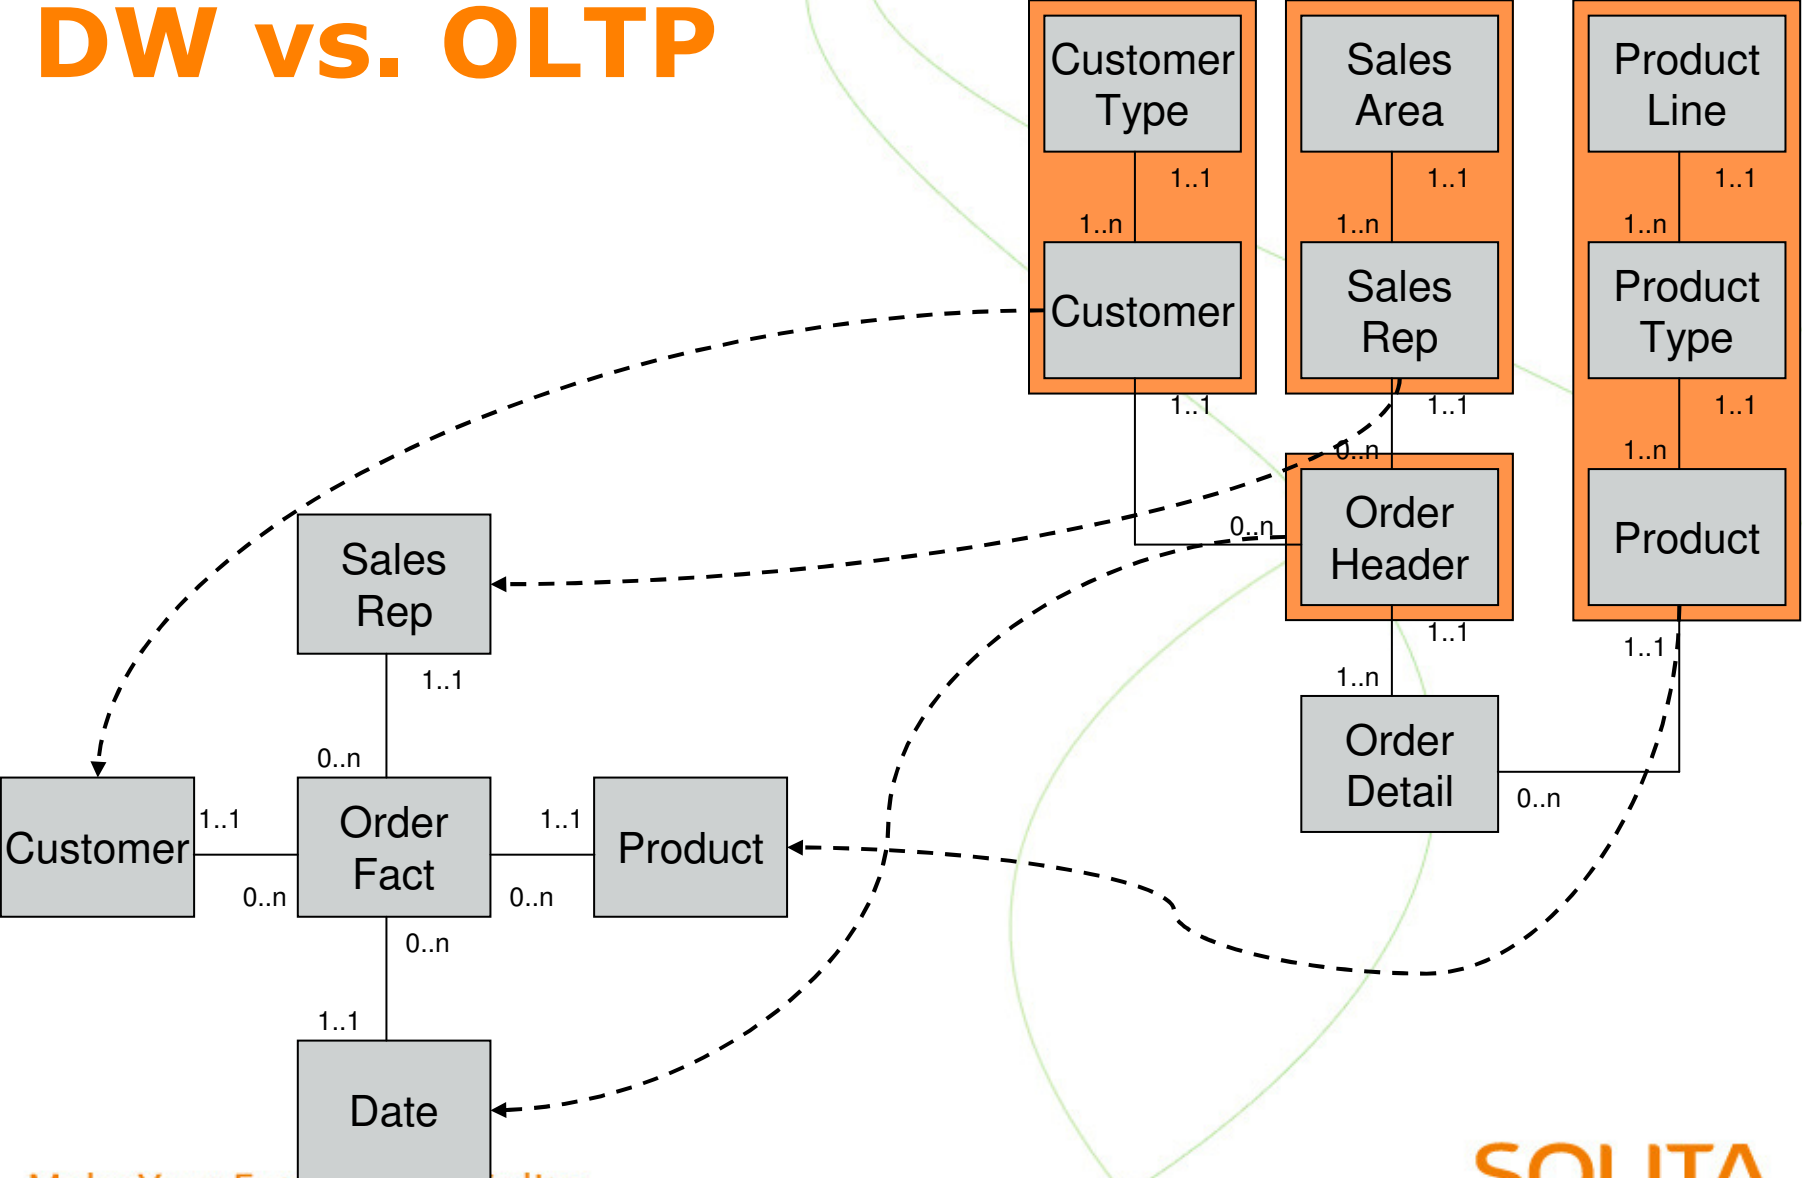 DW vs. OLTP
Customer
Type
Sales
Area
Product
Line
1..1
1..1
1..1
1..n
1..n
1..n
Customer
Sales
Rep
Product
Type
1..1
1..1
1..1
0..n
1..n
0..n
Order
Header
Product
Sales
Rep
1..1
1..1
1..1
1..n
0..n
Order
Detail
0..n
Customer
1..1
Order
Fact
1..1
Product
0..n
0..n
0..n
1..1
Date
SOLITA